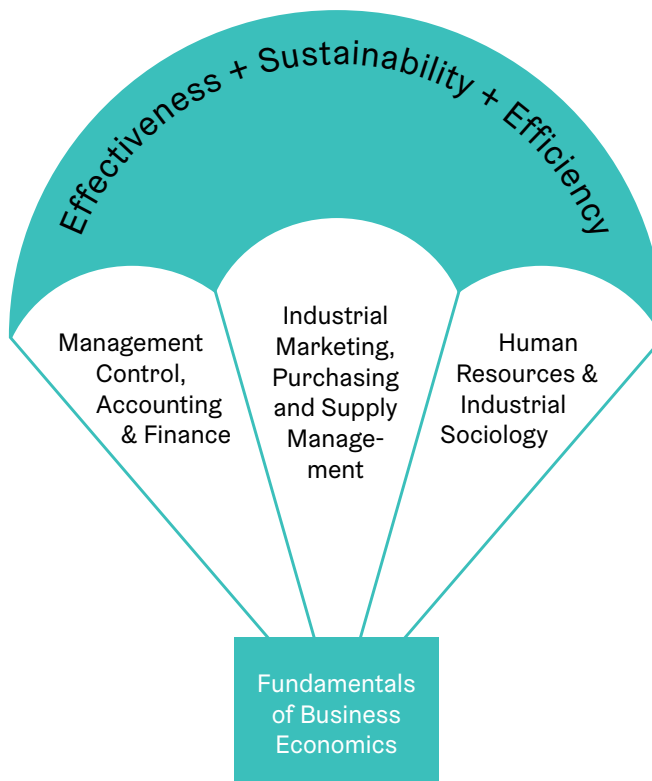 Effectiveness + Sustainability + Efficiency
Management
Control,
Accounting
& Finance
Industrial
Marketing,
Purchasing
and Supply
Manage-
ment
Human
Resources &
Industrial
Sociology
Fundamentals
of Business
Economics